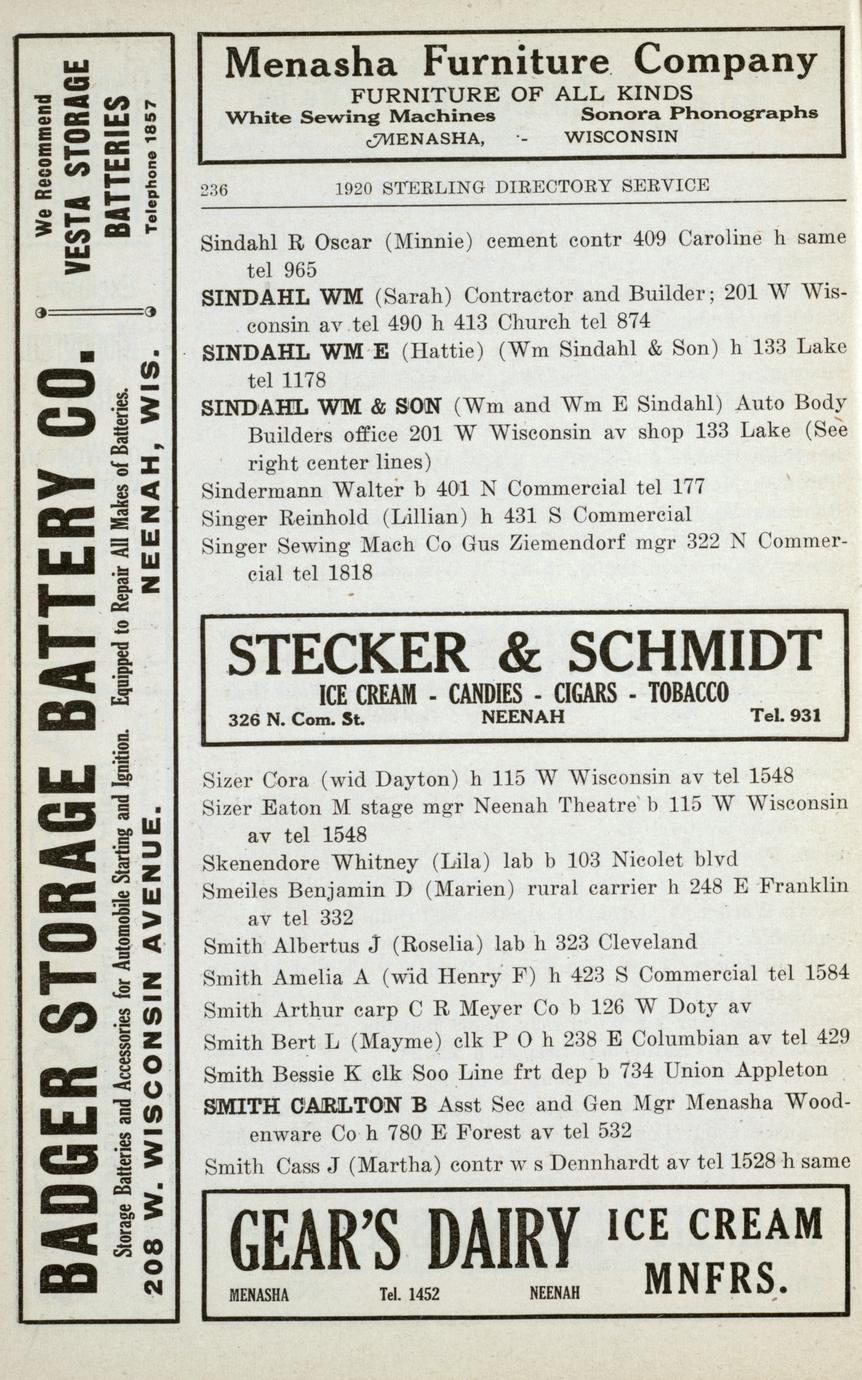 Menasha Furniture Company
FURNITURE OF ALL KINDS
White Sewing Machines Sonora Phonographs
MENASHA, -- WISCONSIN
236 1920 STERLING DIRECTORY SERVICE
Sindahl R Oscar (Minnie) cement contr 409 Caroline h same
tel 965
SINDAHL WM (Sarah) Contractor and Builder; 201 W Wis-
consin av tel 490 h 413 Church tel 874
SINDAHL WM E (Hattie) (Wm Sindahl & Son) h 133 Lake
tel 1178
SINDAHL WM & SON (Wm and Wm E Sindahl) Auto Body
Builders office 201 W Wisconsin av shop 133 Lake (See
right center lines)
Sindermann Walter b 401 N Commercial tel 177
Singer Reinhold (Lillian) h 431 S Commercial
Singer Sewing Mach Co Gus Ziemendorf mgr 322 N Commer-
cial tel 1818
STECKER & SCHMIDT
ICE CREAM - CANDIES - CIGARS - TOBACCO
326 N. Com. St. NEENAH Tel. 931
Sizer Cora (wid Dayton) h 115 W Wisconsin av tel 1548
Sizer Eaton M stage mgr Neenah Theatre b 115 W Wisconsin
av tel 1548
Skenendore Whitney (Lila) lab b 103 Nicolet blvd
Smeiles Benjamin D (Marien) rural carrier h 248 E Franklin
av tel 332
Smith Albertus J (Roselia) lab h 323 Cleveland
Smith Amelia A (wid Henry F) h 423 S Commercial tel 1584
Smith Arthur carp C R Meyer Co b 126 W Doty av
Smith Bert L (Mayme) clk P O h 238 E Columbian av tel 429
Smith Bessie K clk Soo Line frt dep b 734 Union Appleton
SMITH CARLTON B Asst Sec and Gen Mgr Menasha Wood-
enware Co h 780 E Forest av tel 532
Smith Cass J (Martha) contr w s Dennhardt av tel 1528 h same
GEAR'S DAIRY ICE CREAM
MNFRS.
MENASHA Tel. 1452 NEENAH
BADGER STORAGE BATTERY CO.
Storage Batteries and Accessories for Automobile Starting and Ignition. Equipped to Repair All Makes of Batteries.
208 W. WISCONSIN AVENUE. NEENAH, WIS.
We Recommend
VESTA STORAGE
BATTERIES
Telephone 1857